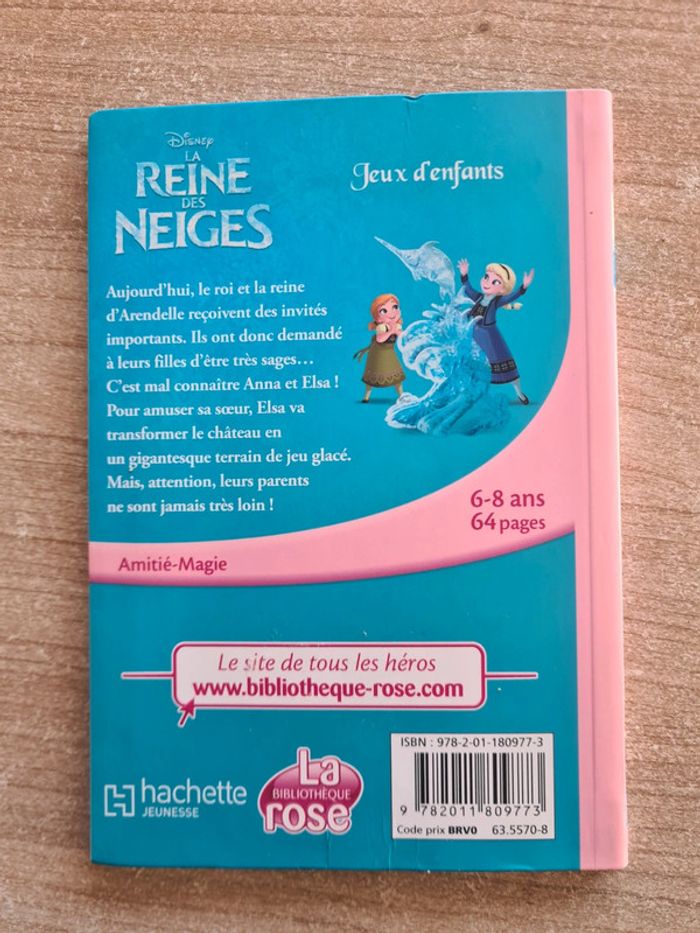 Disney
LA
REINE
DES
NEIGES
Jeux d'enfants
Aujourd'hui, le roi et la reine
d'Arendelle reçoivent des invités
importants. Ils ont donc demandé
à leurs filles d'être très sages…
C'est mal connaître Anna et Elsa !
Pour amuser sa sœur, Elsa va
transformer le château en
un gigantesque terrain de jeu glacé.
Mais, attention, leurs parents
ne sont jamais très loin !
6-8 ans
64 pages
Amitié-Magie
Le site de tous les héros
www.bibliotheque-rose.com
hachette
JEUNESSE
La
BIBLIOTHÈQUE
rose
ISBN : 978-2-01-180977-3
9 782011 809773
Code prix BRV0 63.5570-8